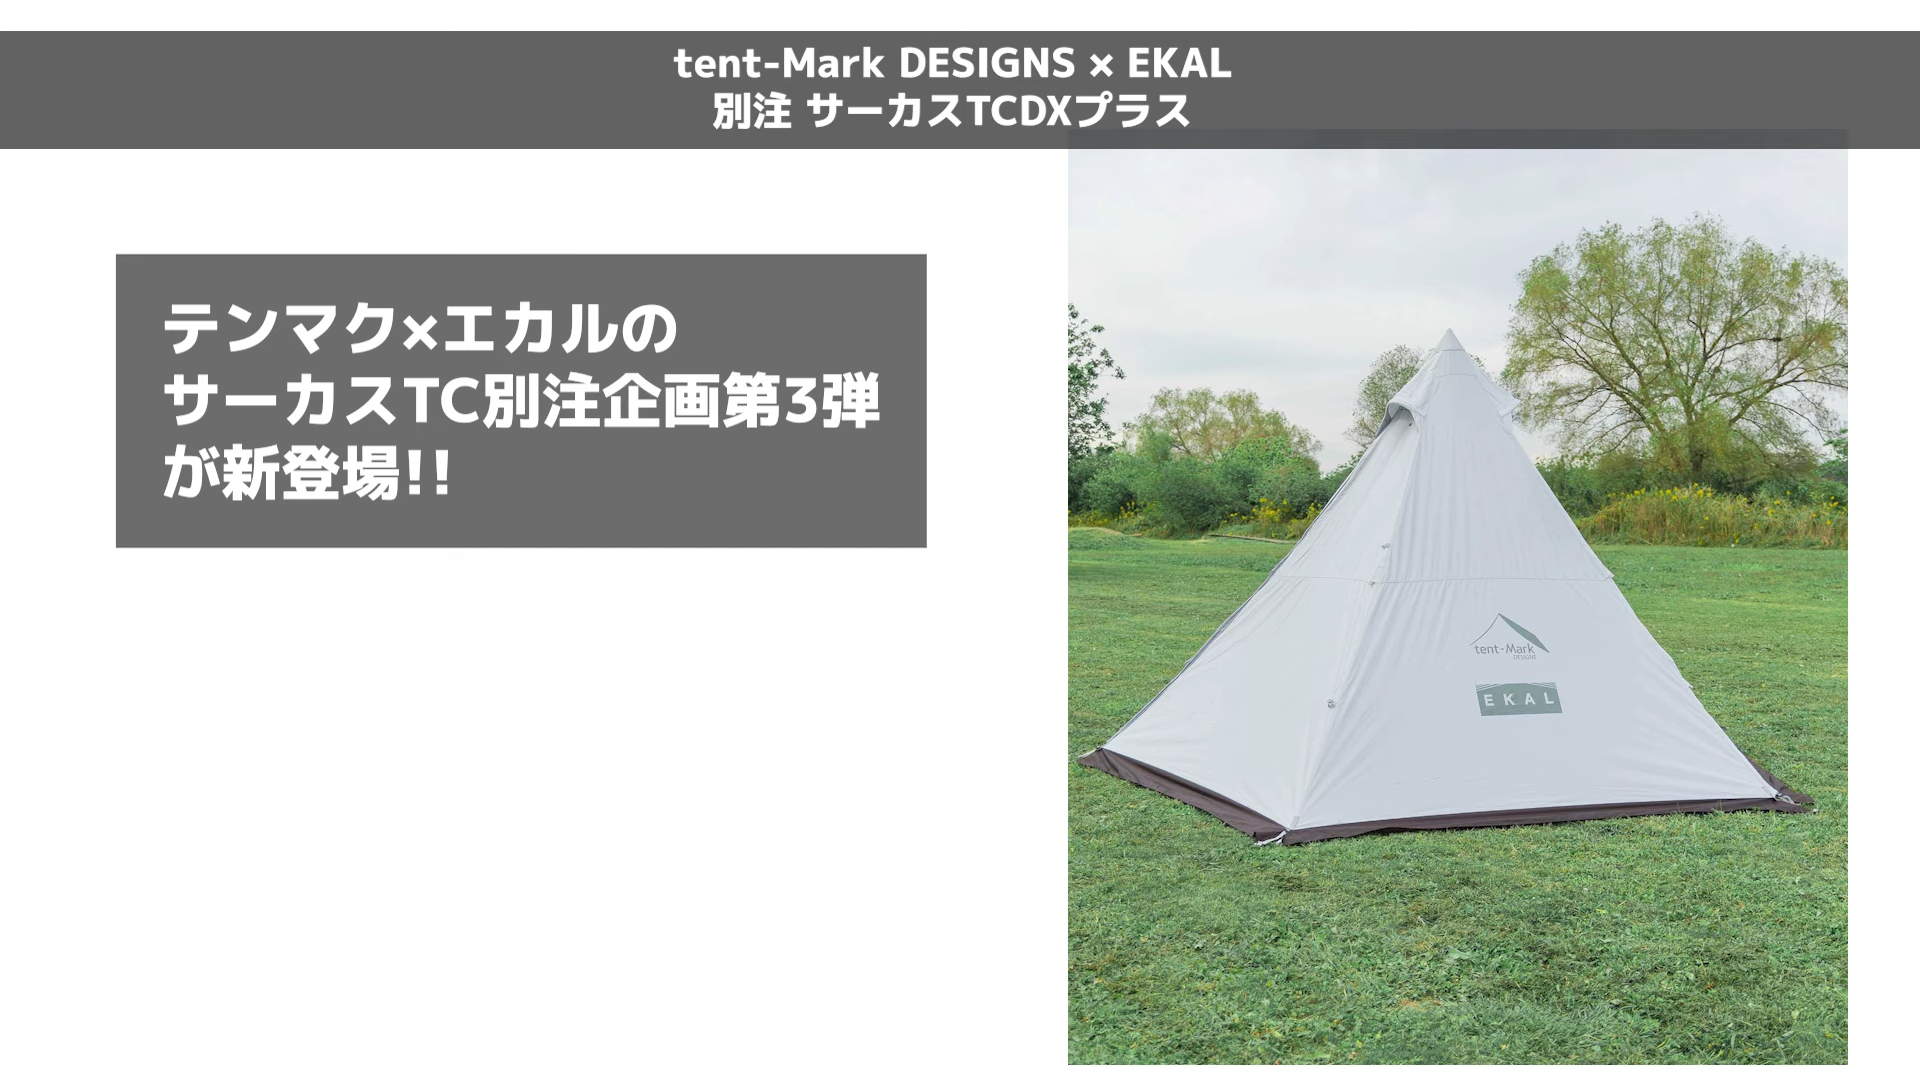 tent-Mark DESIGNS × EKAL
別注 サーカスTCDXプラス
テンマク×エカルの
サーカスTC別注企画第3弾
が新登場!!
tent-Mark
DESIGNS
EKAL